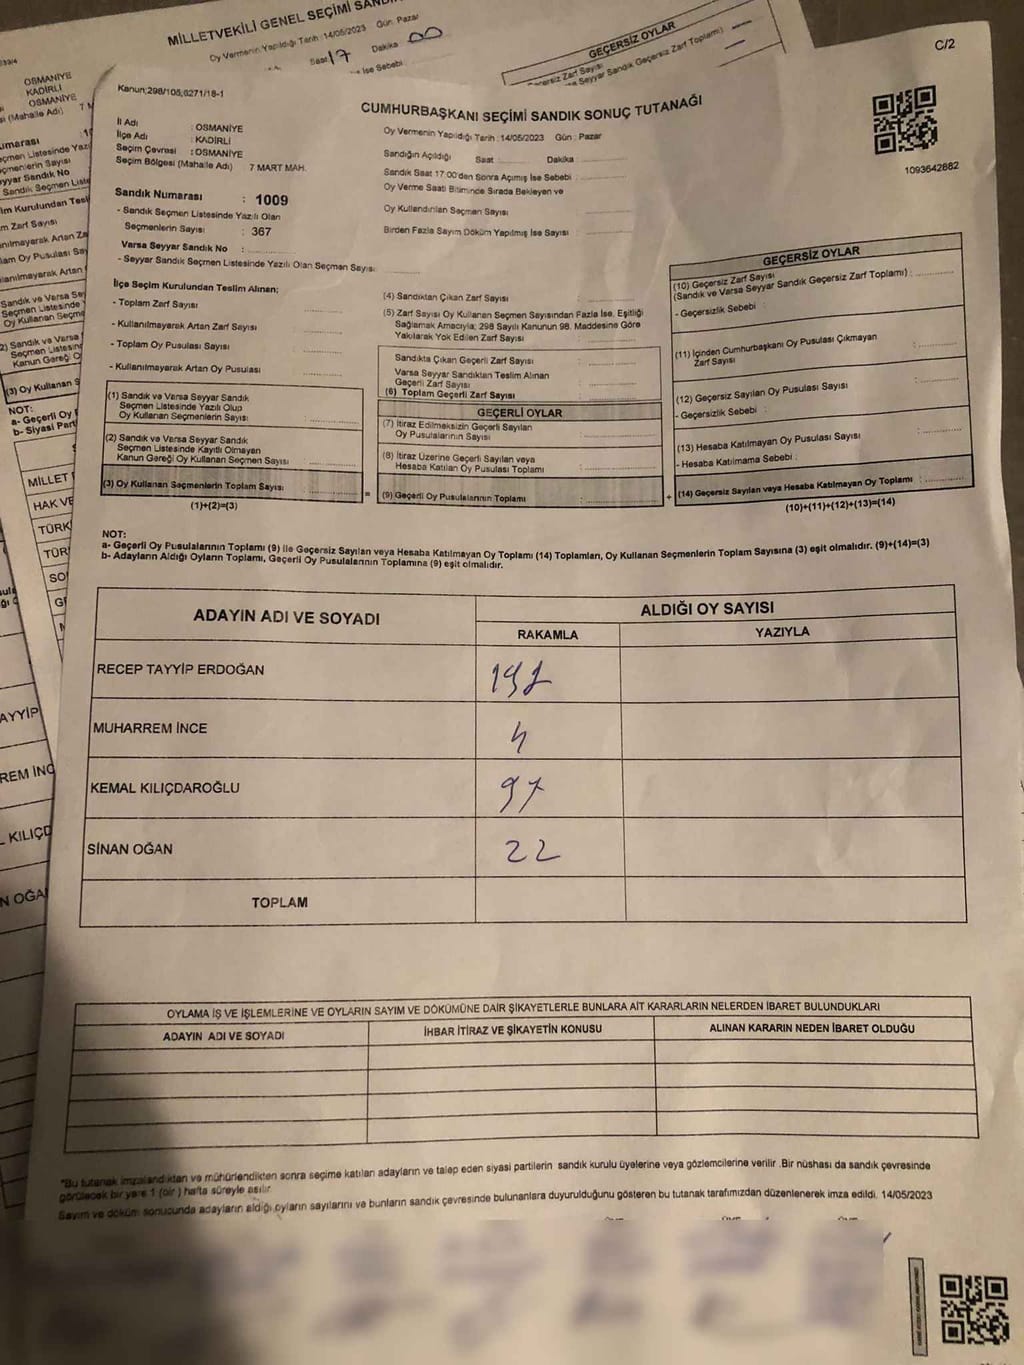 MİLLETVEKİLİ GENEL SEÇİMİ
Oy Vermenin Yapıldığı Tarih : 14/05/2023 Gün: Pazar
Saat 17 Dakika 00
İse Sebebi
GEÇERSİZ OYLAR
OSMANİYE
KADİRLİ
OSMANİYE
C/2
Kanun:298/105,6271/18-1
CUMHURBAŞKANI SEÇİMİ SANDIK SONUÇ TUTANAĞI
1093642882
İl Adı : OSMANİYE
İlçe Adı : KADİRLİ
Seçim Çevresi : OSMANİYE
Seçim Bölgesi (Mahalle Adı) 7 MART MAH.
Sandık Numarası : 1009
- Sandık Seçmen Listesinde Yazılı Olan
Seçmenlerin Sayısı : 367
Varsa Seyyar Sandık No :
- Seyyar Sandık Seçmen Listesinde Yazılı Olan Seçmen Sayısı:
Oy Vermenin Yapıldığı Tarih : 14/05/2023 Gün : Pazar
Sandığın Açıldığı Saat Dakika
Sandık Saat 17:00'den Sonra Açımış İse Sebebi :
Oy Verme Saati Bitiminde Sırada Bekleyen ve
Oy Kullandırılan Seçmen Sayısı
Birden Fazla Sayım Döküm Yapılmış İse Sayısı :
İlçe Seçim Kurulundan Teslim Alınan;
- Toplam Zarf Sayısı
- Kullanılmayarak Artan Zarf Sayısı
- Toplam Oy Pusulası Sayısı
- Kullanılmayarak Artan Oy Pusulası
(1) Sandık ve Varsa Seyyar Sandık
Seçmen Listesinde Yazılı Olup
Oy Kullanan Seçmenlerin Sayısı
(2) Sandık ve Varsa Seyyar Sandık
Seçmen Listesinde Kayıtlı Olmayan
Kanun Gereği Oy Kullanan Seçmen Sayısı
(3) Oy Kullanan Seçmenlerin Toplam Sayısı
(1)+(2)=(3)
(4) Sandıktan Çıkan Zarf Sayısı
(5) Zarf Sayısı Oy Kullanan Seçmen Sayısından Fazla İse, Eşitliği
Sağlamak Amacıyla; 298 Sayılı Kanunun 98. Maddesine Göre
Yakılarak Yok Edilen Zarf Sayısı
Sandıkta Çıkan Geçerli Zarf Sayısı
Varsa Seyyar Sandıktan Teslim Alınan
Geçerli Zarf Sayısı
(6) Toplam Geçerli Zarf Sayısı
GEÇERLİ OYLAR
(7) İtiraz Edilmeksizin Geçerli Sayılan
Oy Pusulalarının Sayısı
(8) İtiraz Üzerine Geçerli Sayılan veya
Hesaba Katılan Oy Pusulası Toplamı
(9) Geçerli Oy Pusulalarının Toplamı
GEÇERSİZ OYLAR
(10) Geçersiz Zarf Sayısı
(Sandık ve Varsa Seyyar Sandık Geçersiz Zarf Toplamı) :
- Geçersizlik Sebebi :
(11) İçinden Cumhurbaşkanı Oy Pusulası Çıkmayan
Zarf Sayısı
(12) Geçersiz Sayılan Oy Pusulası Sayısı
- Geçersizlik Sebebi :
(13) Hesaba Katılmayan Oy Pusulası Sayısı
- Hesaba Katılmama Sebebi :
(14) Geçersiz Sayılan veya Hesaba Katılmayan Oy Toplamı :
(10)+(11)+(12)+(13)=(14)
NOT:
a- Geçerli Oy Pusulalarının Toplamı (9) ile Geçersiz Sayılan veya Hesaba Katılmayan Oy Toplamı (14) Toplamları, Oy Kullanan Seçmenlerin Toplam Sayısına (3) eşit olmalıdır. (9)+(14)=(3)
b- Adayların Aldığı Oyların Toplamı, Geçerli Oy Pusulalarının Toplamına (9) eşit olmalıdır.
ADAYIN ADI VE SOYADI
ALDIĞI OY SAYISI
RAKAMLA YAZIYLA
RECEP TAYYİP ERDOĞAN
MUHARREM İNCE 4
KEMAL KILIÇDAROĞLU 97
SİNAN OĞAN 22
TOPLAM
OYLAMA İŞ VE İŞLEMLERİNE VE OYLARIN SAYIM VE DÖKÜMÜNE DAİR ŞİKAYETLERLE BUNLARA AİT KARARLARIN NELERDEN İBARET BULUNDUKLARI
ADAYIN ADI VE SOYADI İHBAR İTİRAZ VE ŞİKAYETİN KONUSU ALINAN KARARIN NEDEN İBARET OLDUĞU
"Bu tutanak imzalandıktan ve mühürlendikten sonra seçime katılan adayların ve talep eden siyasi partilerin sandık kurulu üyelerine veya gözlemcilerine verilir .Bir nüshası da sandık çevresinde
görülecek bir yere 1 (bir ) hafta süreyle asılır.
Sayım ve döküm sonucunda adayların aldığı oyların sayılarını ve bunların sandık çevresinde bulunanlara duyurulduğunu gösteren bu tutanak tarafımızdan düzenlenerek imza edildi. 14/05/2023